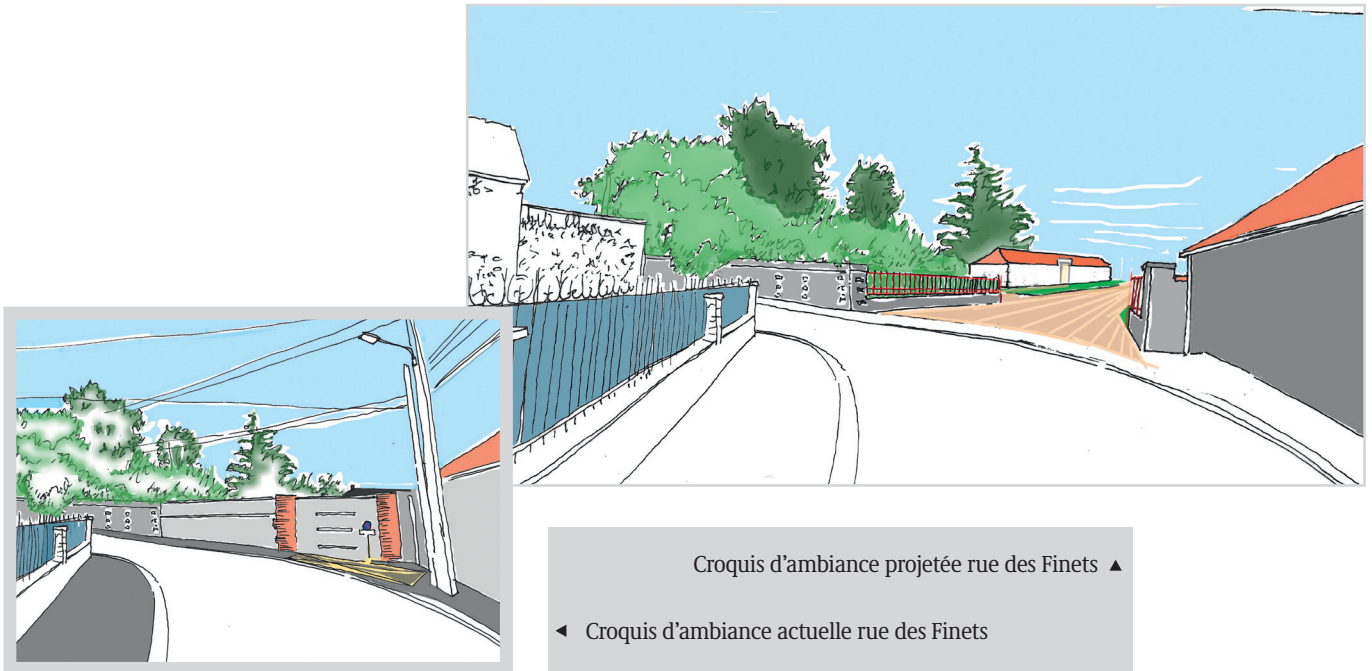 Croquis d'ambiance projetée rue des Finets ▲
◄ Croquis d'ambiance actuelle rue des Finets